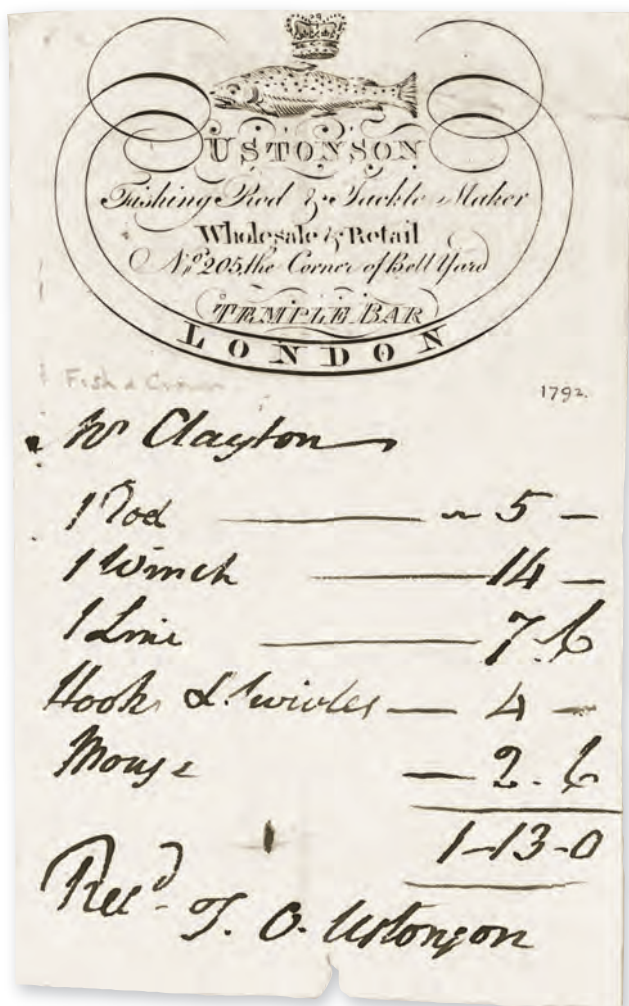 USTONSON
Fishing Rod & Tackle Maker
Wholesale & Retail
No. 205, the Corner of Bell Yard
TEMPLE BAR
LONDON
Fish & Crown
1792.
Mr Clayton
1 Rod — 5 —
1 Winch — 14 —
1 Line — 7.6
Hooks & Swivles — 4 —
Mouse — 2.6
1-13-0
Recd. T. O. Ustonson